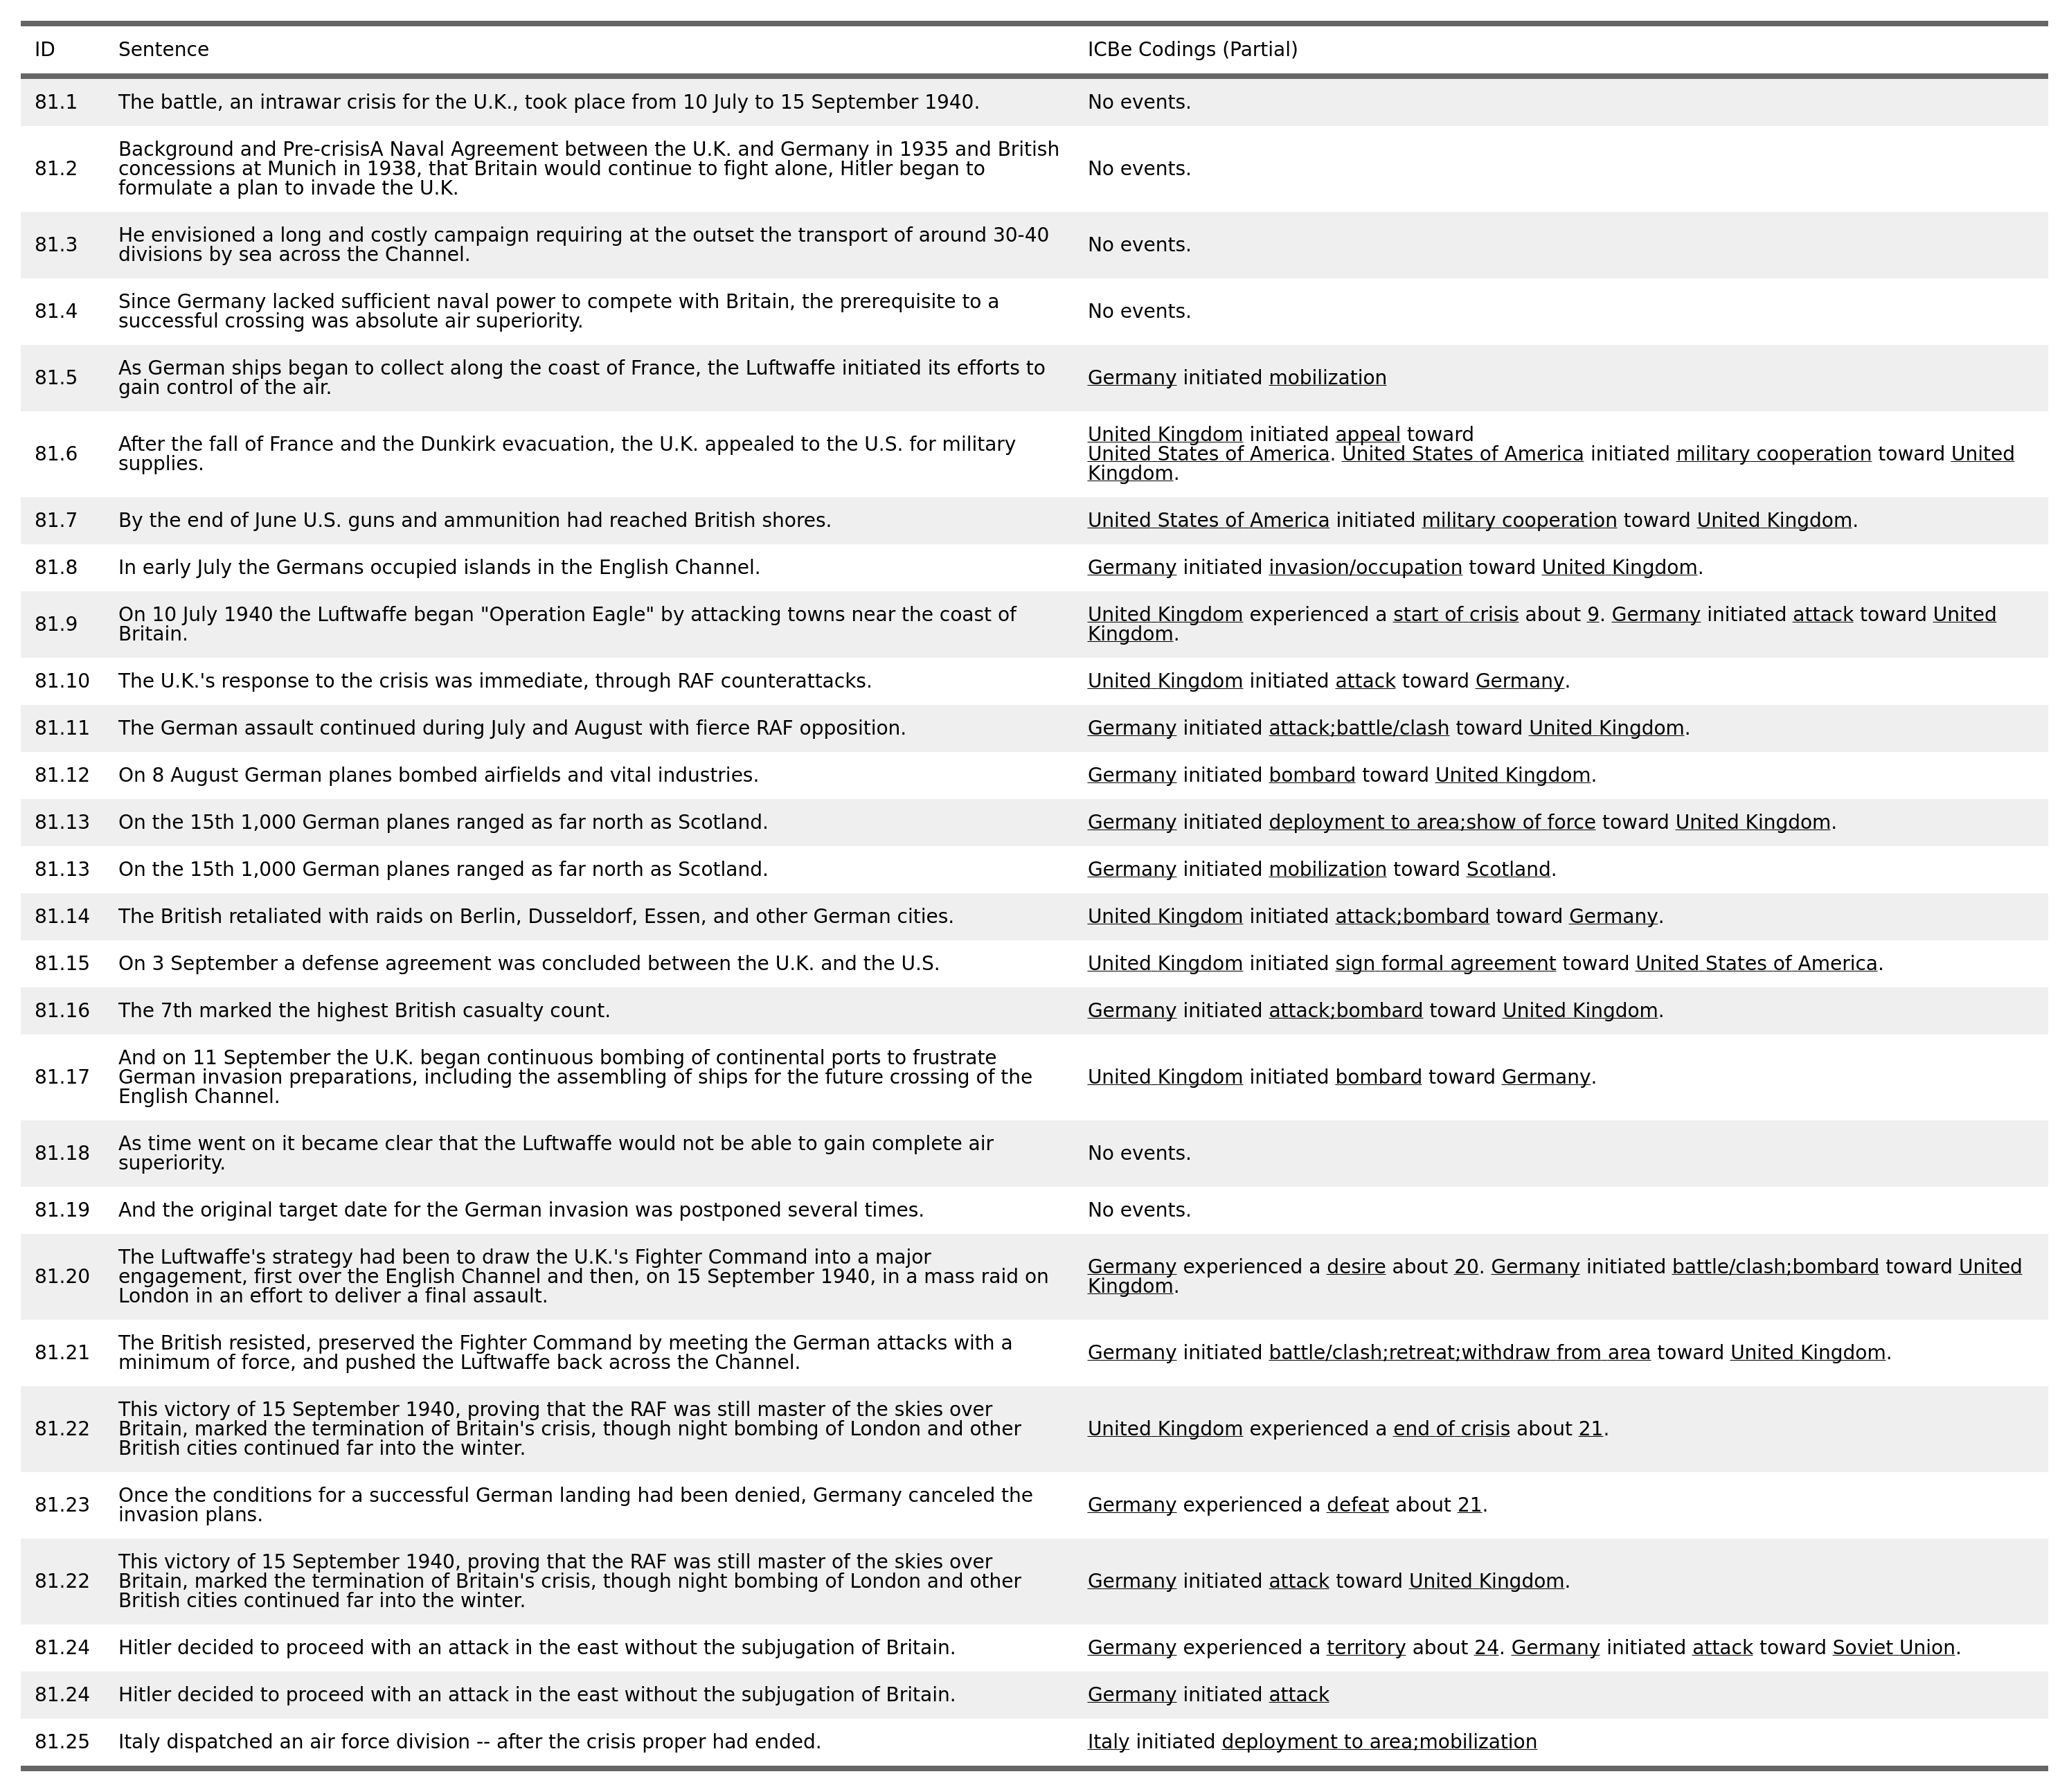 ID Sentence ICBe Codings (Partial)
81.1 The battle, an intrawar crisis for the U.K., took place from 10 July to 15 September 1940. No events.
Background and Pre-crisisA Naval Agreement between the U.K. and Germany in 1935 and British
81.2 concessions at Munich in 1938, that Britain would continue to fight alone, Hitler began to No events.
formulate a plan to invade the U.K.
81.3 He envisioned a long and costly campaign requiring at the outset the transport of around 30-40 No events.
divisions by sea across the Channel.
81.4 Since Germany lacked sufficient naval power to compete with Britain, the prerequisite to a No events.
successful crossing was absolute air superiority.
81.5 As German ships began to collect along the coast of France, the Luftwaffe initiated its efforts to Germany initiated mobilization
gain control of the air.
81.6 After the fall of France and the Dunkirk evacuation, the U.K. appealed to the U.S. for military
supplies.
United Kingdom initiated appeal toward
United States of America. United States of America initiated military cooperation toward United
Kingdom.
81.7 By the end of June U.S. guns and ammunition had reached British shores. United States of America initiated military cooperation toward United Kingdom.
81.8 In early July the Germans occupied islands in the English Channel. Germany initiated invasion/occupation toward United Kingdom.
81.9 On 10 July 1940 the Luftwaffe began "Operation Eagle" by attacking towns near the coast of
Britain.
United Kingdom experienced a start of crisis about 9. Germany initiated attack toward United
Kingdom.
81.10 The U.K.'s response to the crisis was immediate, through RAF counterattacks. United Kingdom initiated attack toward Germany.
81.11 The German assault continued during July and August with fierce RAF opposition. Germany initiated attack;battle/clash toward United Kingdom.
81.12 On 8 August German planes bombed airfields and vital industries. Germany initiated bombard toward United Kingdom.
81.13 On the 15th 1,000 German planes ranged as far north as Scotland. Germany initiated deployment to area;show of force toward United Kingdom.
81.13 On the 15th 1,000 German planes ranged as far north as Scotland. Germany initiated mobilization toward Scotland.
81.14 The British retaliated with raids on Berlin, Dusseldorf, Essen, and other German cities. United Kingdom initiated attack;bombard toward Germany.
81.15 On 3 September a defense agreement was concluded between the U.K. and the U.S. United Kingdom initiated sign formal agreement toward United States of America.
81.16 The 7th marked the highest British casualty count. Germany initiated attack;bombard toward United Kingdom.
And on 11 September the U.K. began continuous bombing of continental ports to frustrate
81.17 German invasion preparations, including the assembling of ships for the future crossing of the United Kingdom initiated bombard toward Germany.
English Channel.
81.18 As time went on it became clear that the Luftwaffe would not be able to gain complete air No events.
superiority.
81.19 And the original target date for the German invasion was postponed several times. No events.
The Luftwaffe's strategy had been to draw the U.K.'s Fighter Command into a major
81.20 engagement, first over the English Channel and then, on 15 September 1940, in a mass raid on
London in an effort to deliver a final assault.
Germany experienced a desire about 20. Germany initiated battle/clash;bombard toward United
Kingdom.
81.21 The British resisted, preserved the Fighter Command by meeting the German attacks with a Germany initiated battle/clash;retreat;withdraw from area toward United Kingdom.
minimum of force, and pushed the Luftwaffe back across the Channel.
This victory of 15 September 1940, proving that the RAF was still master of the skies over
81.22 Britain, marked the termination of Britain's crisis, though night bombing of London and other United Kingdom experienced a end of crisis about 21.
British cities continued far into the winter.
81.23 Once the conditions for a successful German landing had been denied, Germany canceled the Germany experienced a defeat about 21.
invasion plans.
This victory of 15 September 1940, proving that the RAF was still master of the skies over
81.22 Britain, marked the termination of Britain's crisis, though night bombing of London and other Germany initiated attack toward United Kingdom.
British cities continued far into the winter.
81.24 Hitler decided to proceed with an attack in the east without the subjugation of Britain. Germany experienced a territory about 24. Germany initiated attack toward Soviet Union.
81.24 Hitler decided to proceed with an attack in the east without the subjugation of Britain. Germany initiated attack
81.25 Italy dispatched an air force division -- after the crisis proper had ended. Italy initiated deployment to area;mobilization